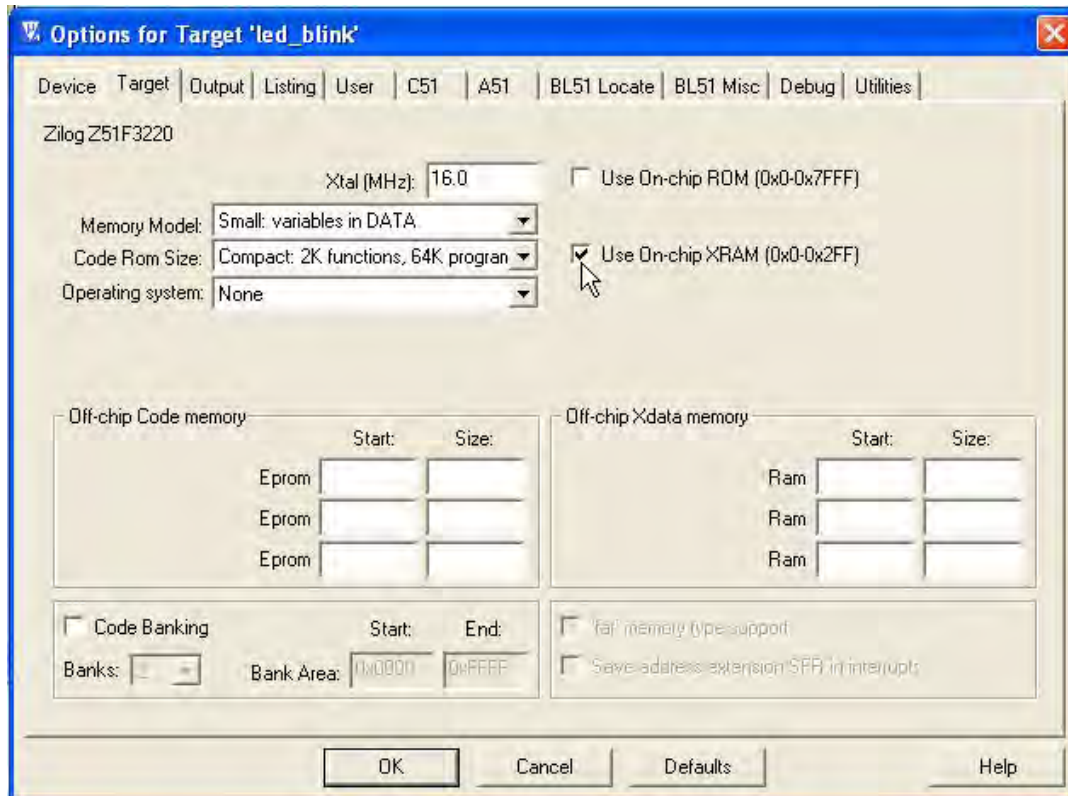 Options for Target 'led_blink'
Device Target Output Listing User C51 A51 BL51 Locate BL51 Misc Debug Utilities
Zilog Z51F3220
Xtal (MHz): 16.0 Use On-chip ROM (0x0-0x7FFF)
Memory Model: Small: variables in DATA
Code Rom Size: Compact: 2K functions, 64K progran Use On-chip XRAM (0x0-0x2FF)
Operating system: None
Off-chip Code memory
Start: Size:
Eprom
Eprom
Eprom
Off-chip Xdata memory
Start: Size:
Ram
Ram
Ram
Code Banking Start: End:
Banks: 2 Bank Area: 0x0000 0xFFFF
'far' memory type support
Save address extension SFR in interrupts
OK Cancel Defaults Help